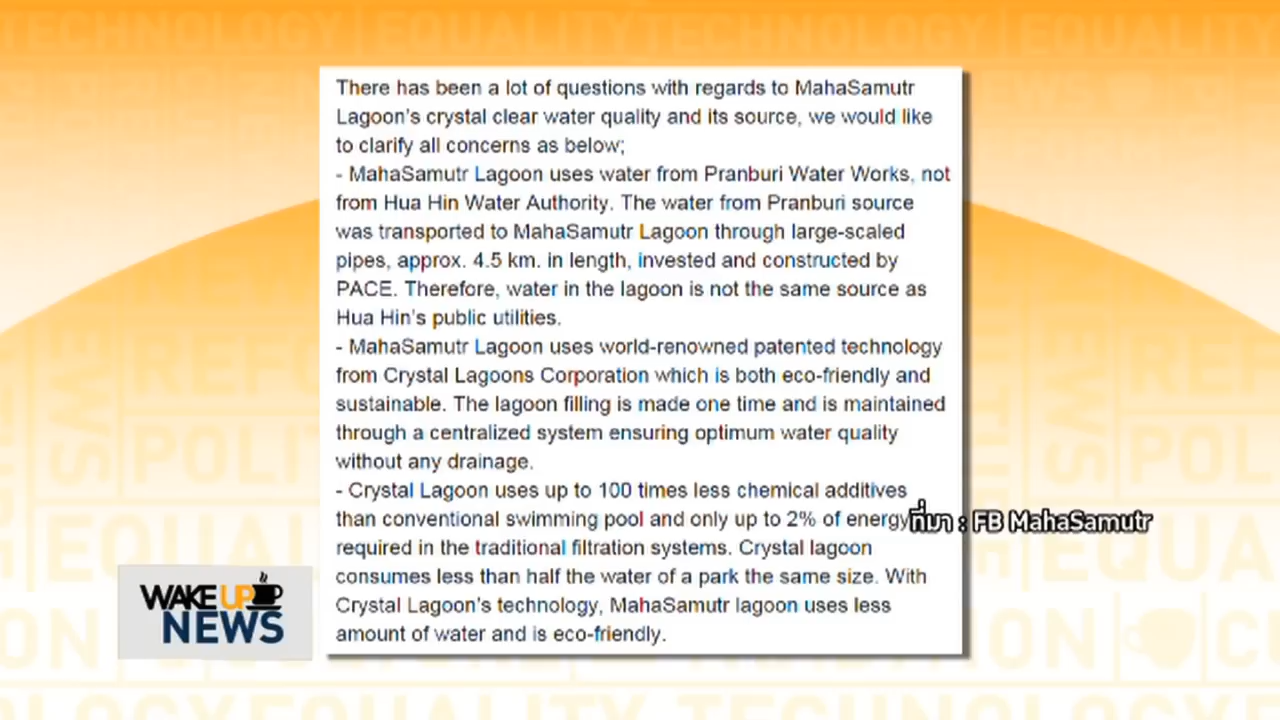 There has been a lot of questions with regards to MahaSamutr
Lagoon's crystal clear water quality and its source, we would like
to clarify all concerns as below;
- MahaSamutr Lagoon uses water from Pranburi Water Works, not
from Hua Hin Water Authority. The water from Pranburi source
was transported to MahaSamutr Lagoon through large-scaled
pipes, approx. 4.5 km. in length, invested and constructed by
PACE. Therefore, water in the lagoon is not the same source as
Hua Hin's public utilities.
- MahaSamutr Lagoon uses world-renowned patented technology
from Crystal Lagoons Corporation which is both eco-friendly and
sustainable. The lagoon filling is made one time and is maintained
through a centralized system ensuring optimum water quality
without any drainage.
- Crystal Lagoon uses up to 100 times less chemical additives
than conventional swimming pool and only up to 2% of energy
required in the traditional filtration systems. Crystal lagoon
consumes less than half the water of a park the same size. With
Crystal Lagoon's technology, MahaSamutr lagoon uses less
amount of water and is eco-friendly.
ที่มา : FB MahaSamutr
WAKE UP
NEWS
TECHNOLOGY EQUALITY TECHNOLOGY EQUALITY